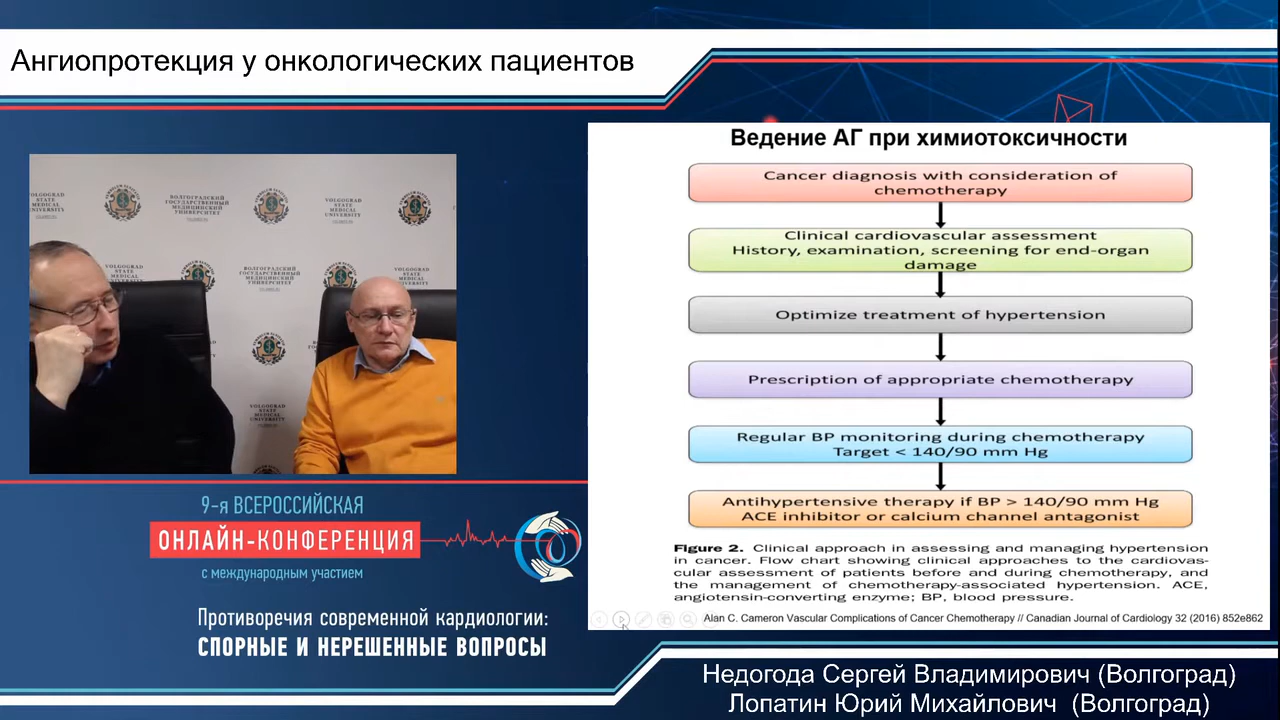 Ангиопротекция у онкологических пациентов
VOLGOGRAD
STATE
MEDICAL
UNIVERSITY
ВОЛГОГРАДСКИЙ
ГОСУДАРСТВЕННЫЙ
МЕДИЦИНСКИЙ
УНИВЕРСИТЕТ
9-я ВСЕРОССИЙСКАЯ
ОНЛАЙН-КОНФЕРЕНЦИЯ
с международным участием
Противоречия современной кардиологии:
СПОРНЫЕ И НЕРЕШЕННЫЕ ВОПРОСЫ
Ведение АГ при химиотоксичности
Cancer diagnosis with consideration of
chemotherapy
Clinical cardiovascular assessment
History, examination, screening for end-organ
damage
Optimize treatment of hypertension
Prescription of appropriate chemotherapy
Regular BP monitoring during chemotherapy
Target < 140/90 mm Hg
Antihypertensive therapy if BP > 140/90 mm Hg
ACE inhibitor or calcium channel antagonist
Figure 2. Clinical approach in assessing and managing hypertension
in cancer. Flow chart showing clinical approaches to the cardiovas-
cular assessment of patients before and during chemotherapy, and
the management of chemotherapy-associated hypertension. ACE,
angiotensin-converting enzyme; BP, blood pressure.
Alan C. Cameron Vascular Complications of Cancer Chemotherapy // Canadian Journal of Cardiology 32 (2016) 852e862
Недогода Сергей Владимирович (Волгоград)
Лопатин Юрий Михайлович (Волгоград)